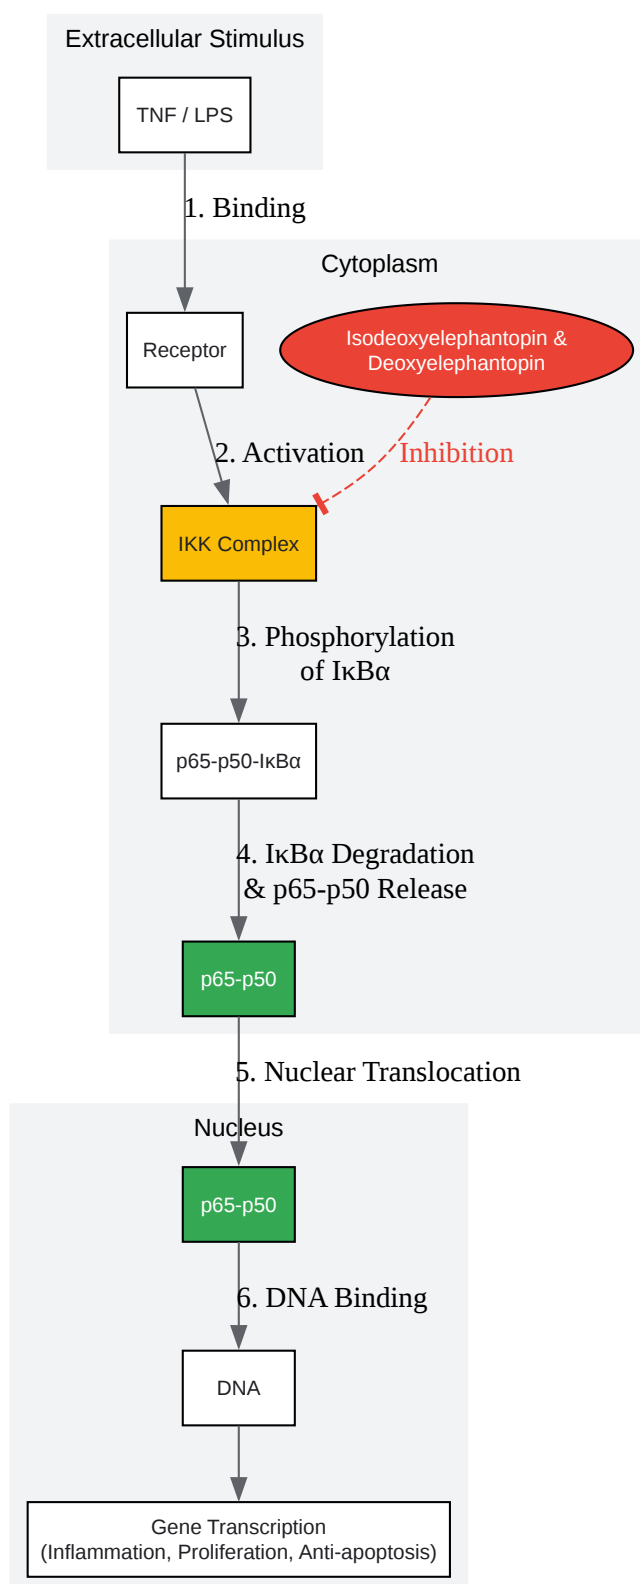 Extracellular Stimulus
TNF / LPS
1. Binding
Cytoplasm
Receptor
Isodeoxyelephantopin &
Deoxyelephantopin
2. Activation
Inhibition
IKK Complex
3. Phosphorylation
of IκBα
p65-p50-IκBα
4. IκBα Degradation
& p65-p50 Release
p65-p50
5. Nuclear Translocation
Nucleus
p65-p50
6. DNA Binding
DNA
Gene Transcription
(Inflammation, Proliferation, Anti-apoptosis)